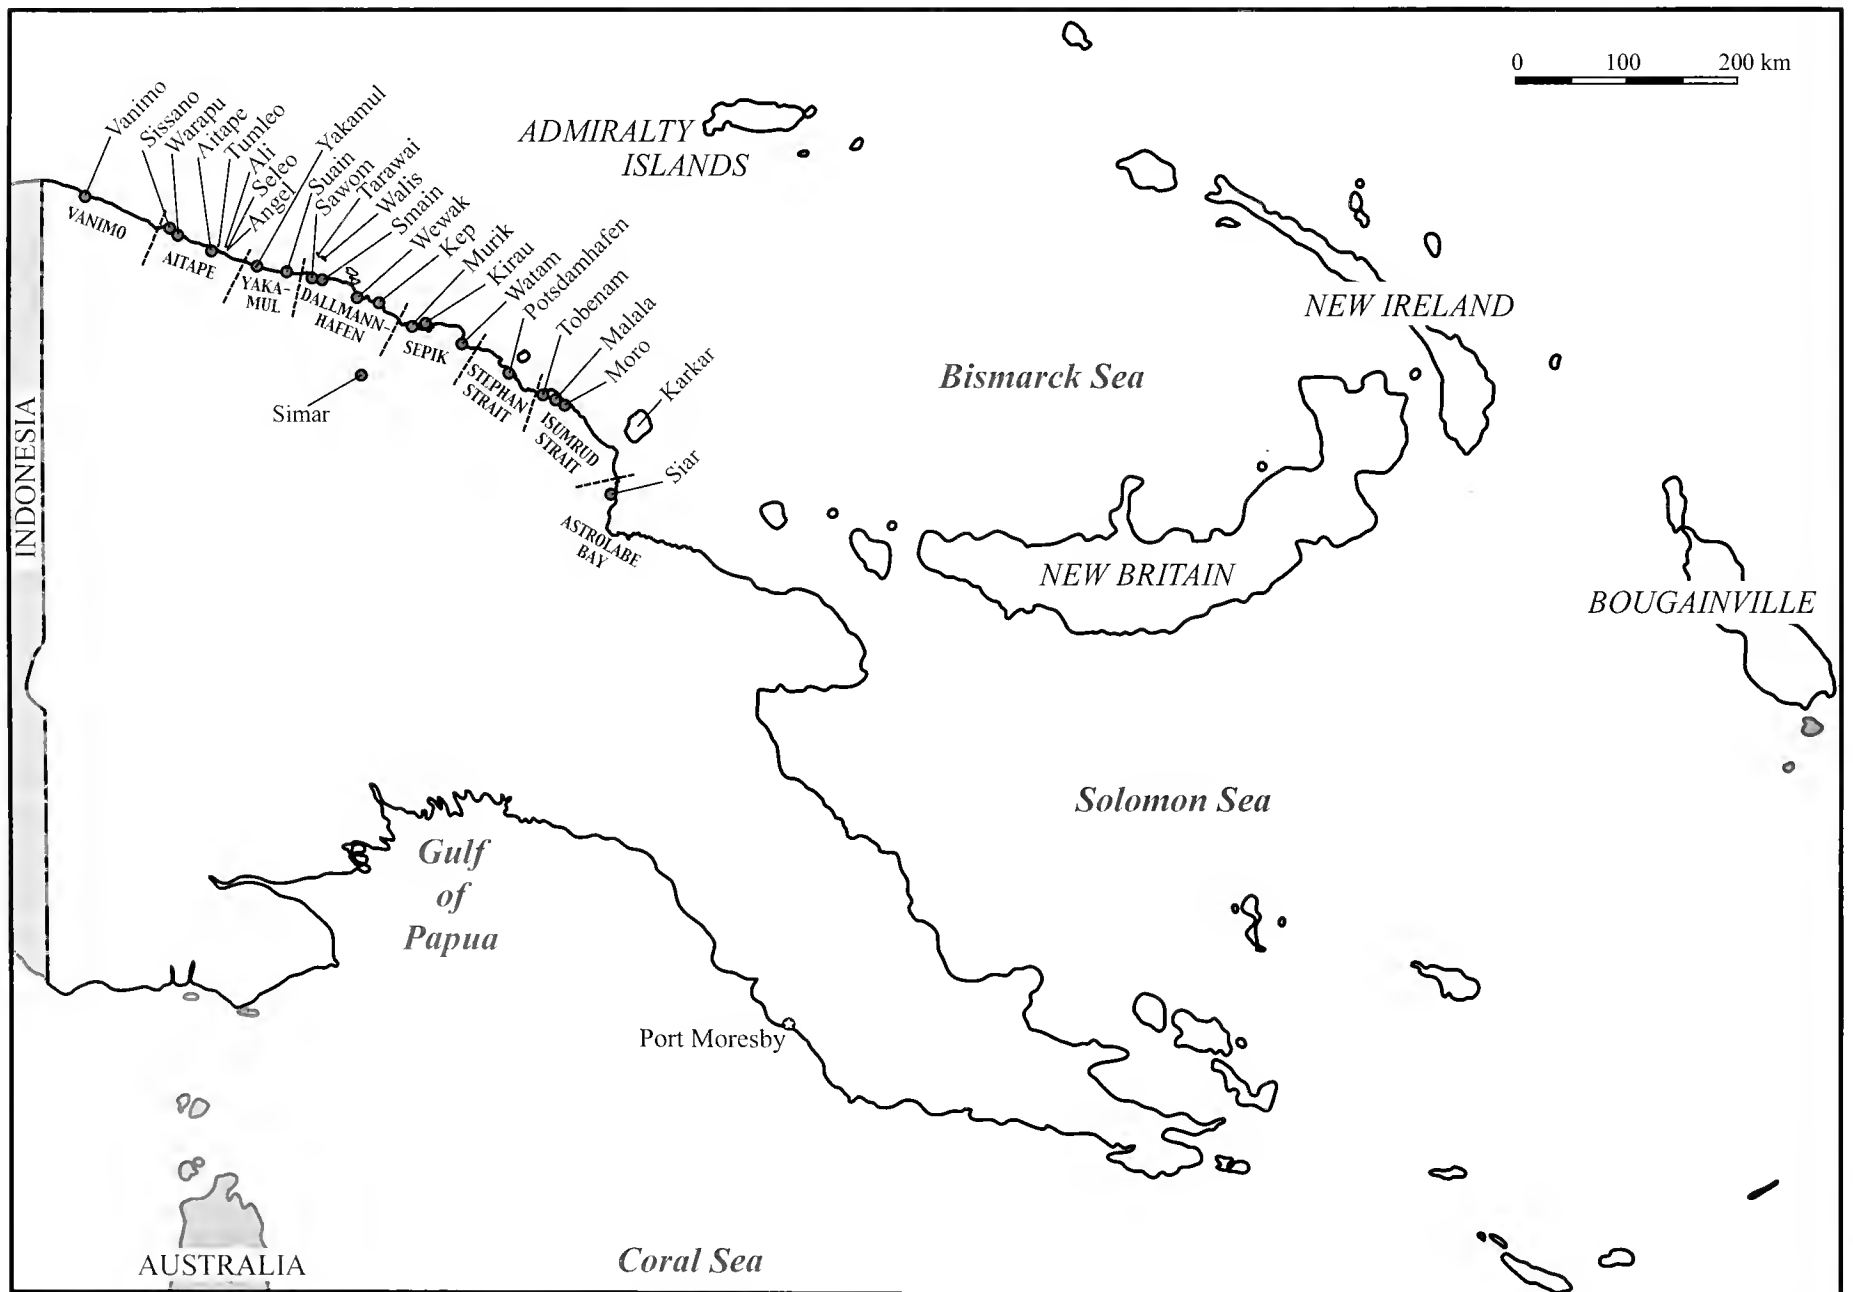 0 100 200 km
Vanimo
Sissano
Warapu
Aitape
Tumleo
Ali
Seleo
Angel
Yakamul
Suain
Sawom
Tarawai
Walis
Smain
Wewak
Kep
Murik
Kirau
Watam
Potsdamhafen
Tobenam
Malala
Moro
Karkar
Siar
Simar
VANIMO
AITAPE
YAKA-
MUL
DALLMANN-
HAFEN
SEPIK
STEPHAN
STRAIT
ISUMRUD
STRAIT
ASTROLABE
BAY
INDONESIA
ADMIRALTY
ISLANDS
NEW IRELAND
Bismarck Sea
NEW BRITAIN
BOUGAINVILLE
Solomon Sea
Gulf
of
Papua
Port Moresby
AUSTRALIA
Coral Sea